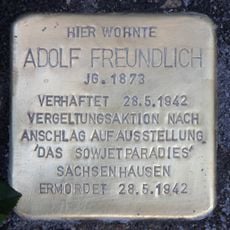 HIER WOHNTE
ADOLF FREUNDLICH
JG. 1873
VERHAFTET 28.5.1942
VERGELTUNGSAKTION NACH
ANSCHLAG AUF AUSSTELLUNG
'DAS SOWJETPARADIES'
SACHSENHAUSEN
ERMORDET 28.5.1942